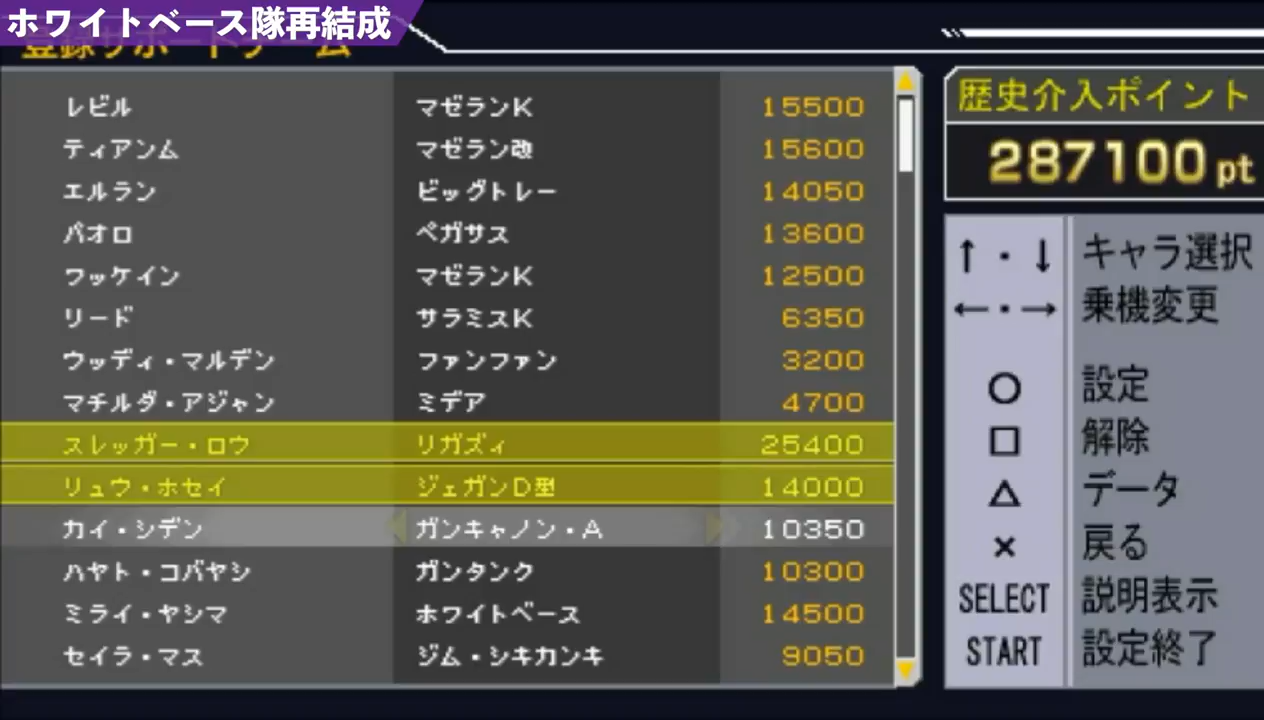 ホワイトベース隊再結成
登録サポートチーム
レビル マゼランK 15500
ティアンム マゼラン改 15600
エルラン ビッグトレー 14050
パオロ ペガサス 13600
ワッケイン マゼランK 12500
リード サラミスK 6350
ウッディ・マルデン ファンファン 3200
マチルダ・アジャン ミデア 4700
スレッガー・ロウ リガズィ 25400
リュウ・ホセイ ジェガンD型 14000
カイ・シデン ガンキャノン・A 10350
ハヤト・コバヤシ ガンタンク 10300
ミライ・ヤシマ ホワイトベース 14500
セイラ・マス ジム・シキカンキ 9050
歴史介入ポイント
287100pt
↑・↓ キャラ選択
←・→ 乗機変更
○ 設定
□ 解除
△ データ
× 戻る
SELECT 説明表示
START 設定終了